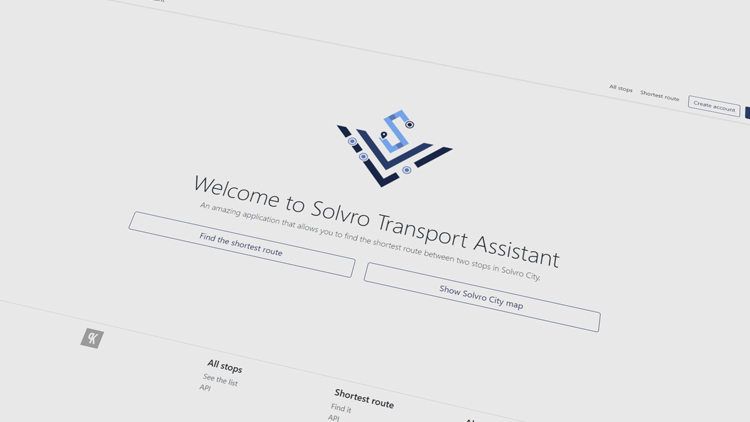 All stops
Shortest route
Create account
Welcome to Solvro Transport Assistant
An amazing application that allows you to find the shortest route between two stops in Solvro City.
Find the shortest route
Show Solvro City map
All stops
See the list
API
Shortest route
Find it
API